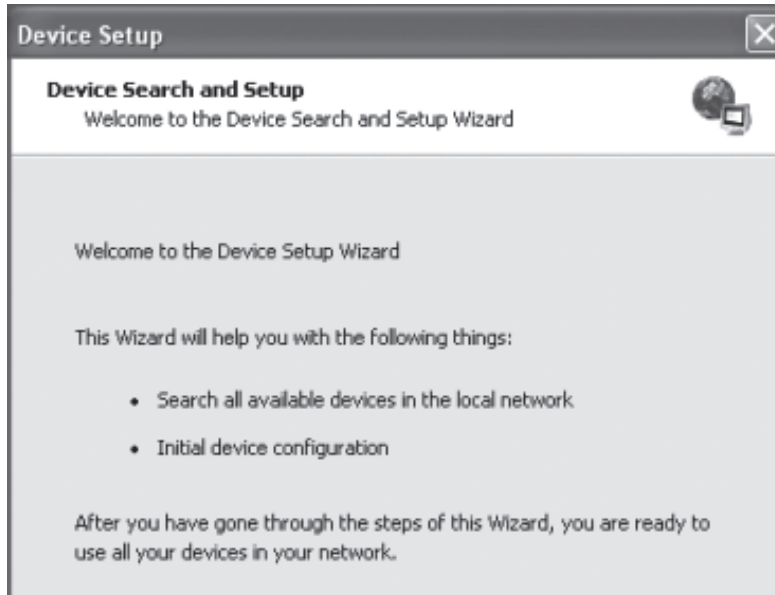 Device Setup
Device Search and Setup
Welcome to the Device Search and Setup Wizard
Welcome to the Device Setup Wizard
This Wizard will help you with the following things:
• Search all available devices in the local network
• Initial device configuration
After you have gone through the steps of this Wizard, you are ready to
use all your devices in your network.